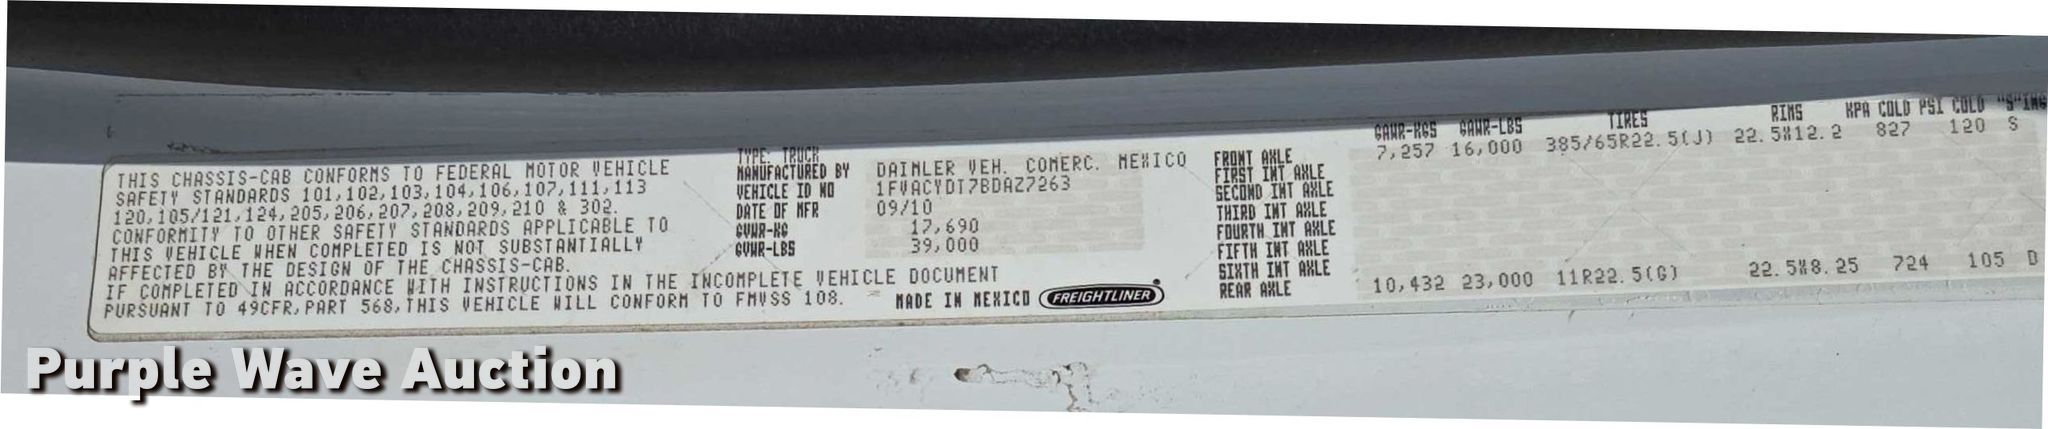 THIS CHASSIS-CAB CONFORMS TO FEDERAL MOTOR VEHICLE
SAFETY STANDARDS 101,102,103,104,106,107,111,113
120,105/121,124,205,206,207,208,209,210 & 302.
CONFORMITY TO OTHER SAFETY STANDARDS APPLICABLE TO
THIS VEHICLE WHEN COMPLETED IS NOT SUBSTANTIALLY
AFFECTED BY THE DESIGN OF THE CHASSIS-CAB.
IF COMPLETED IN ACCORDANCE WITH INSTRUCTIONS IN THE INCOMPLETE VEHICLE DOCUMENT
PURSUANT TO 49CFR,PART 568,THIS VEHICLE WILL CONFORM TO FMVSS 108.
TYPE: TRUCK
MANUFACTURED BY DAIMLER VEH. COMERC. MEXICO
VEHICLE ID NO 1FVACYDT7BDAZ7263
DATE OF MFR 09/10
GVWR-KG 17,690
GVWR-LBS 39,000
MADE IN MEXICO FREIGHTLINER
GAWR-KGS GAWR-LBS TIRES RIMS KPA COLD PSI COLD
FRONT AXLE 7,257 16,000 385/65R22.5(J) 22.5X12.2 827 120 S
FIRST INT AXLE
SECOND INT AXLE
THIRD INT AXLE
FOURTH INT AXLE
FIFTH INT AXLE
SIXTH INT AXLE
REAR AXLE 10,432 23,000 11R22.5(G) 22.5X8.25 724 105 D
Purple Wave Auction